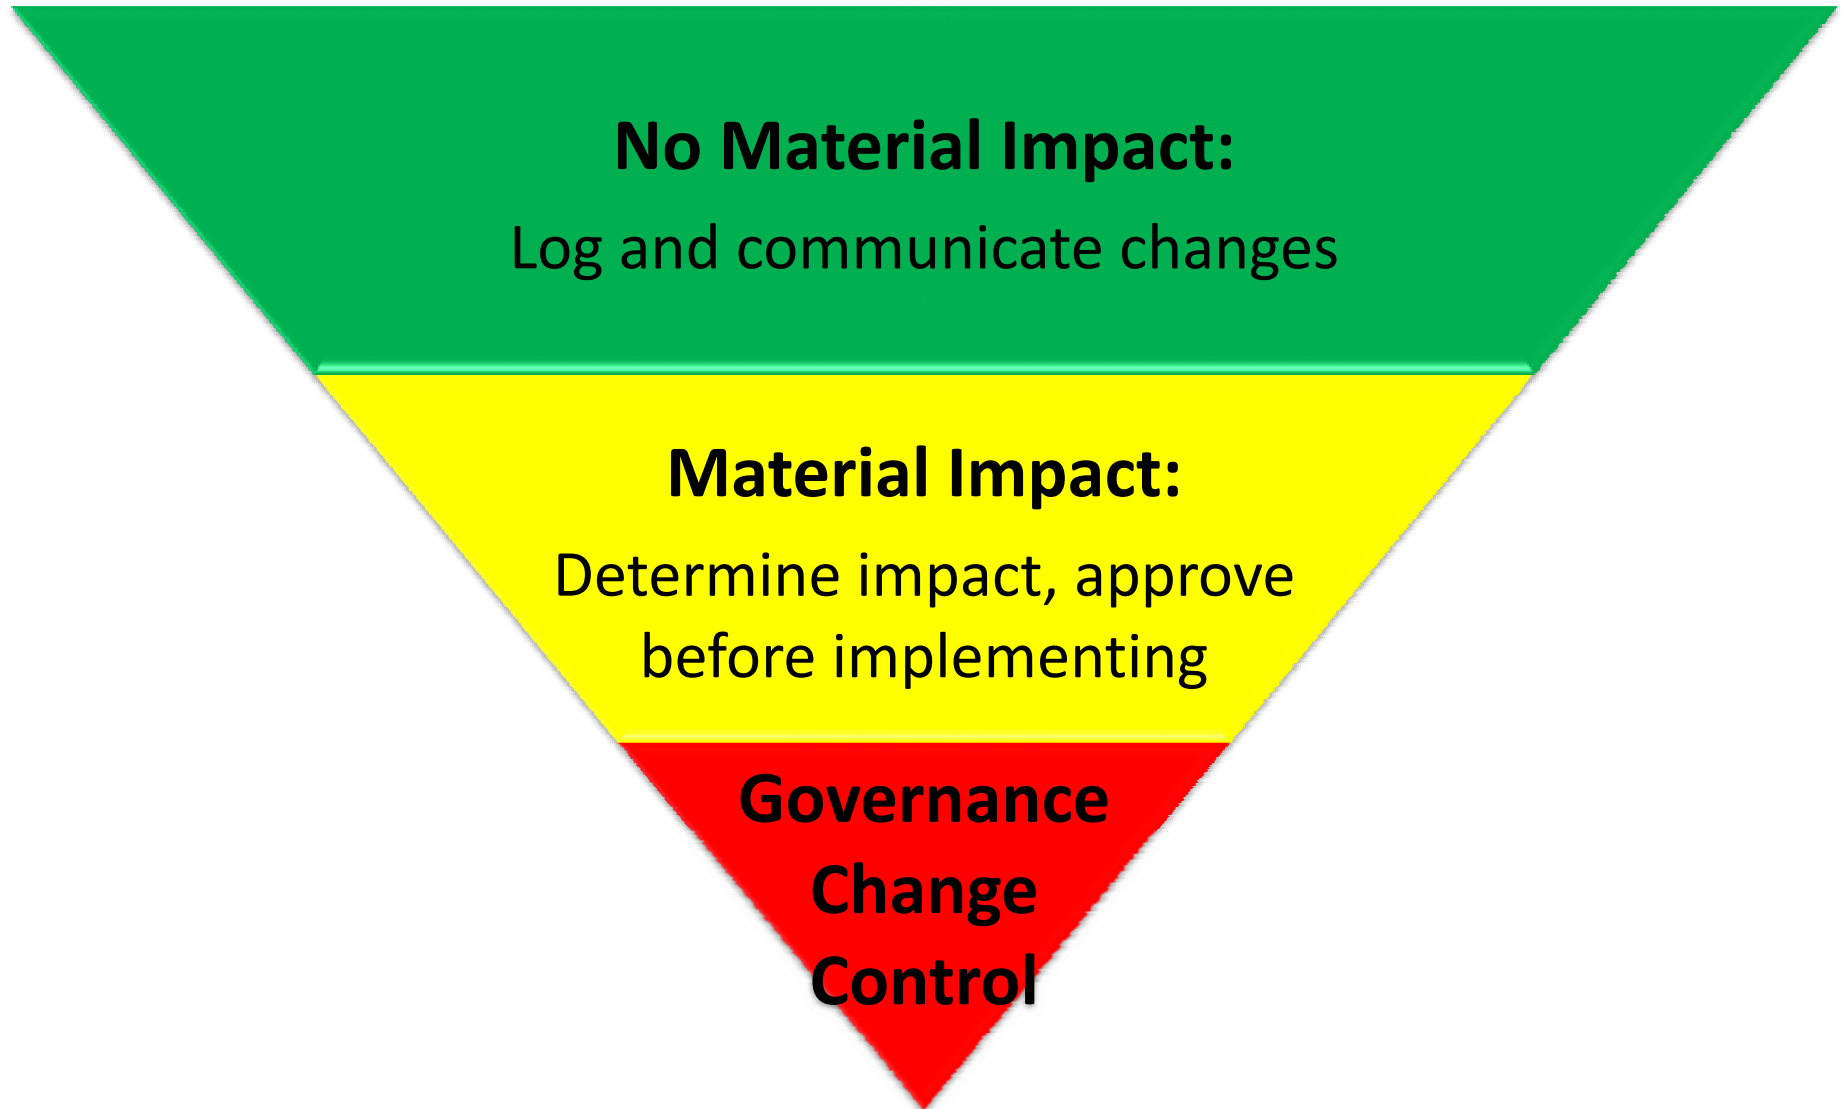 No Material Impact:
Log and communicate changes
Material Impact:
Determine impact, approve
before implementing
Governance
Change
Control